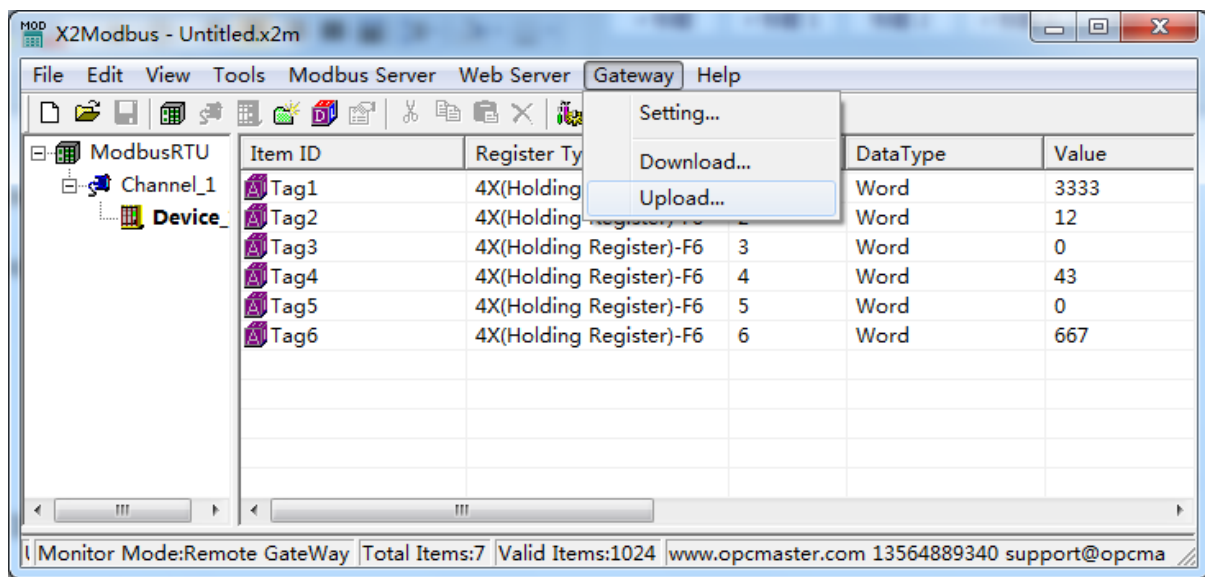 MOD X2Modbus - Untitled.x2m
File Edit View Tools Modbus Server Web Server Gateway Help
Setting...
Download...
Upload...
ModbusRTU
Channel_1
Device_
Item ID Register Ty DataType Value
Tag1 4X(Holding Word 3333
Tag2 4X(Holding Register)-F6 2 Word 12
Tag3 4X(Holding Register)-F6 3 Word 0
Tag4 4X(Holding Register)-F6 4 Word 43
Tag5 4X(Holding Register)-F6 5 Word 0
Tag6 4X(Holding Register)-F6 6 Word 667
Monitor Mode:Remote GateWay Total Items:7 Valid Items:1024 www.opcmaster.com 13564889340 support@opcma